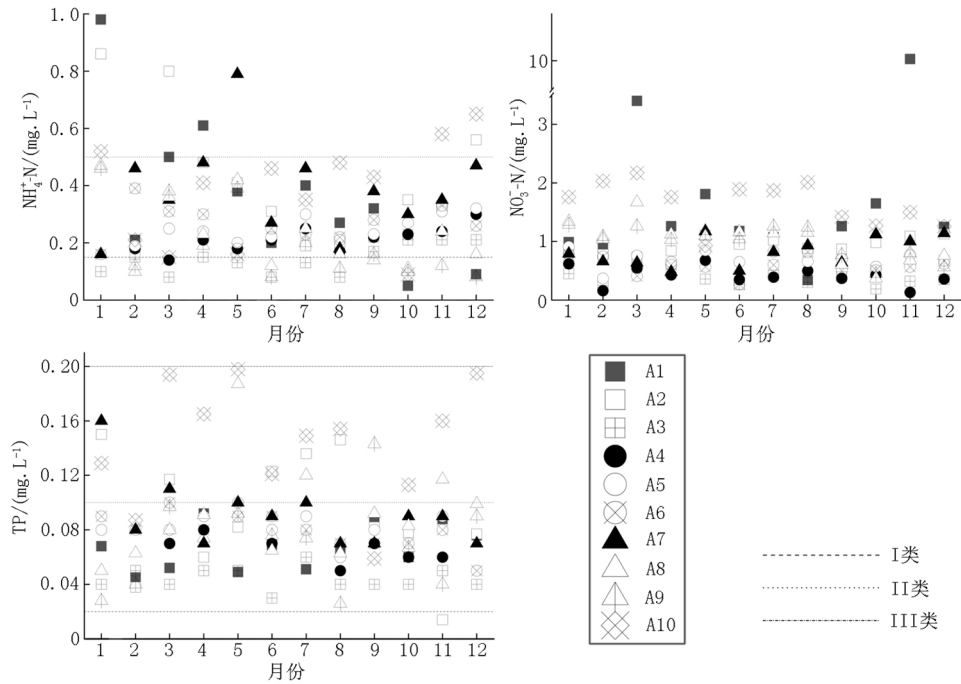 1.0
0.8
0.6
0.4
0.2
0
NH₄⁺-N/(mg.L⁻¹)
1 2 3 4 5 6 7 8 9 10 11 12
月份
10
3
2
1
0
NO₃⁻-N/(mg.L⁻¹)
1 2 3 4 5 6 7 8 9 10 11 12
月份
0.20
0.16
0.12
0.08
0.04
0
TP/(mg.L⁻¹)
1 2 3 4 5 6 7 8 9 10 11 12
月份
A1
A2
A3
A4
A5
A6
A7
A8
A9
A10
I类
II类
III类